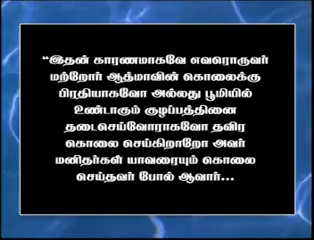 “இதன் காரணமாகவே எவரொருவர்
மற்றோர் ஆத்மாவின் கொலைக்கு
பிரதியாகவோ அல்லது பூமியில்
உண்டாகும் குழப்பத்தினை
தடைசெய்வோராகவோ தவிர
கொலை செய்கிறாரோ அவர்
மனிதர்கள் யாவரையும் கொலை
செய்தவர் போல் ஆவார்...